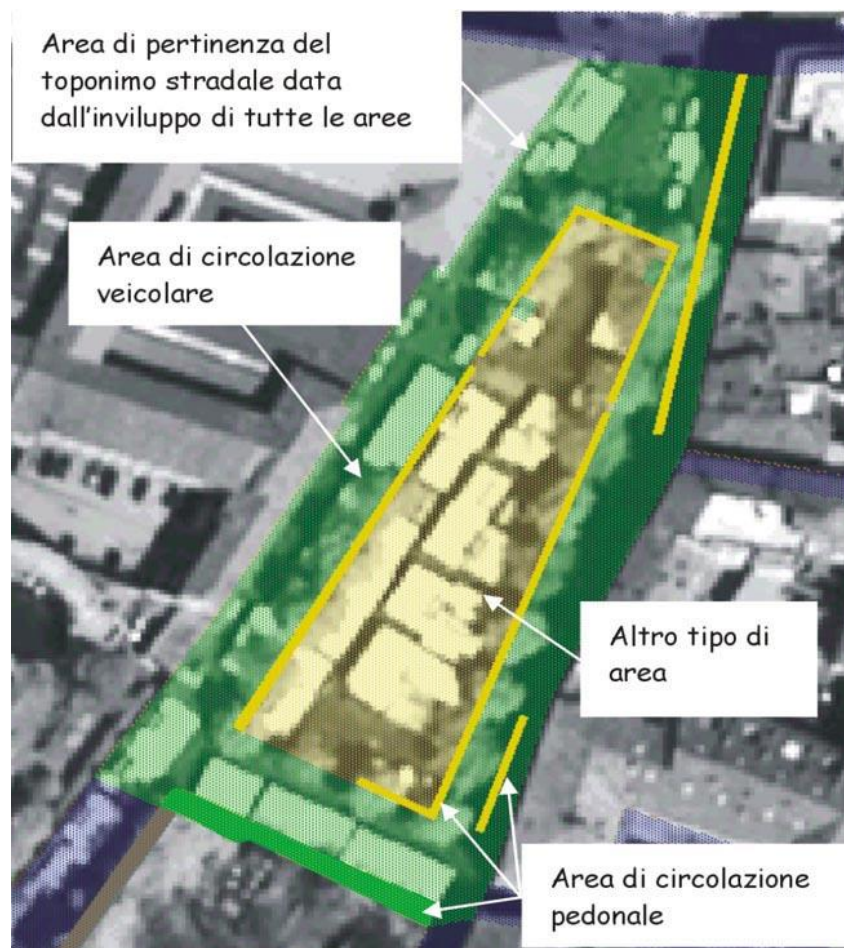 Area di pertinenza del
toponimo stradale data
dall'inviluppo di tutte le aree
Area di circolazione
veicolare
Altro tipo di
area
Area di circolazione
pedonale